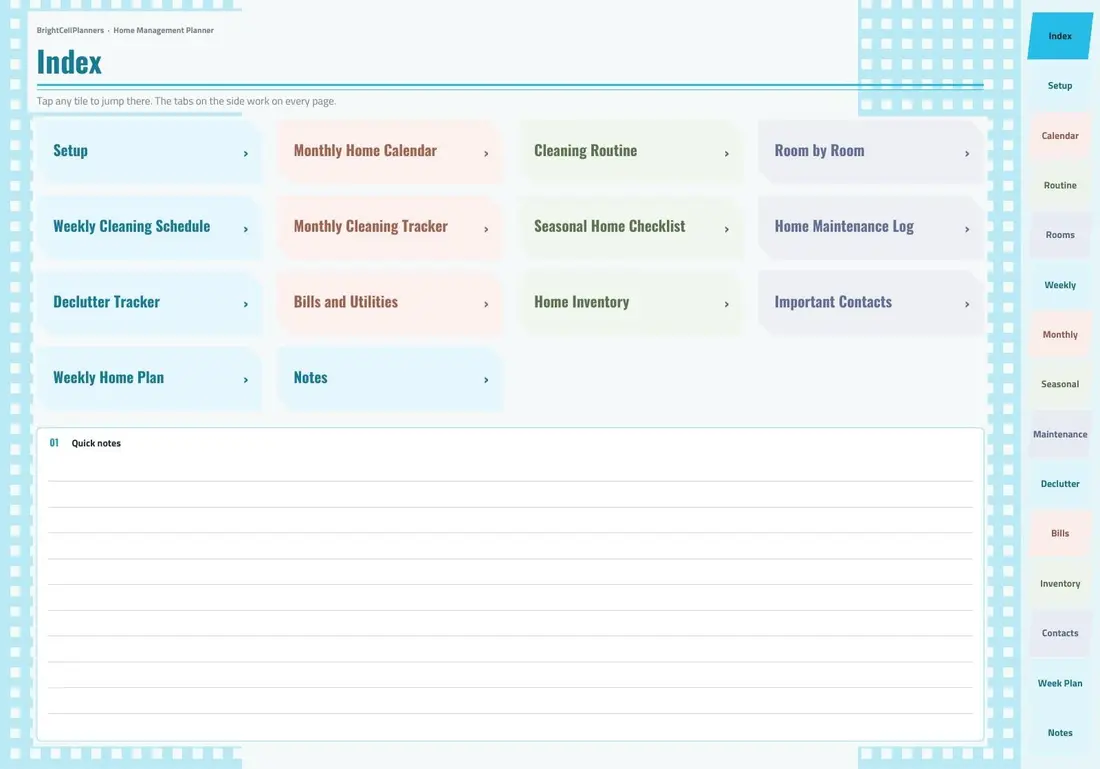 BrightCellPlanners · Home Management Planner
Index
Tap any tile to jump there. The tabs on the side work on every page.
Setup ›
Monthly Home Calendar ›
Cleaning Routine ›
Room by Room ›
Weekly Cleaning Schedule ›
Monthly Cleaning Tracker ›
Seasonal Home Checklist ›
Home Maintenance Log ›
Declutter Tracker ›
Bills and Utilities ›
Home Inventory ›
Important Contacts ›
Weekly Home Plan ›
Notes ›
01 Quick notes
Index
Setup
Calendar
Routine
Rooms
Weekly
Monthly
Seasonal
Maintenance
Declutter
Bills
Inventory
Contacts
Week Plan
Notes